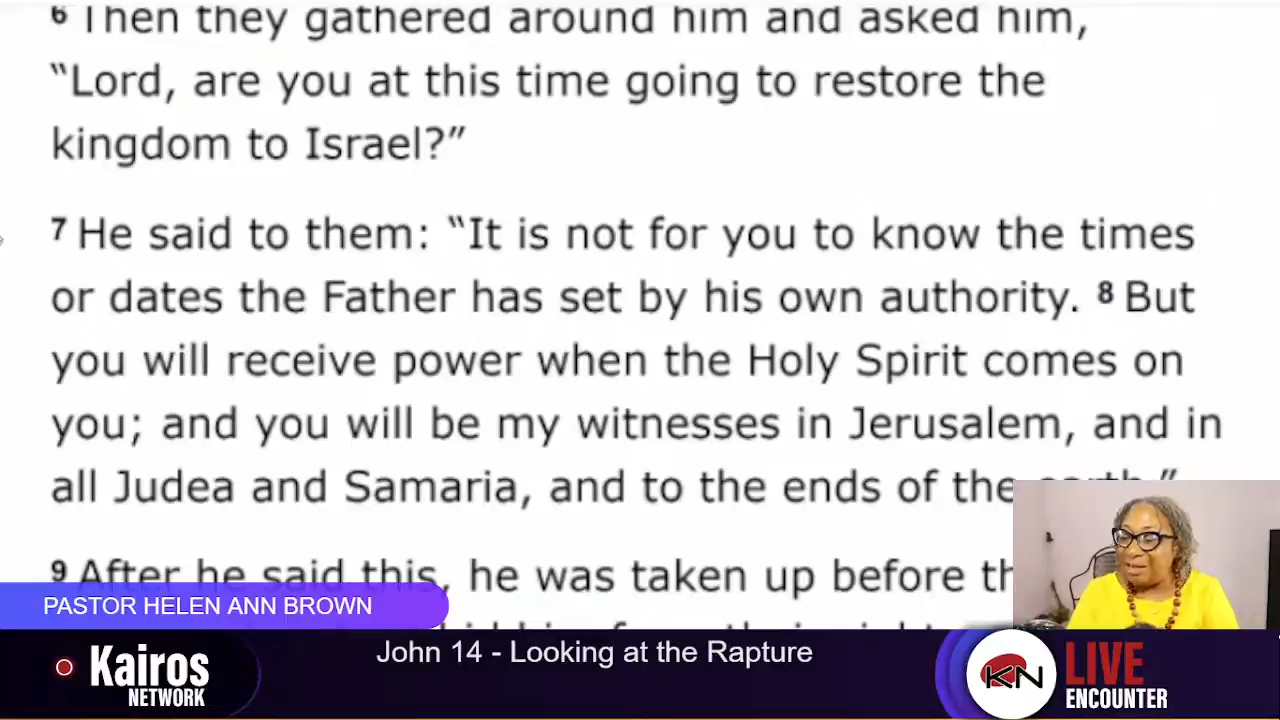 6 Then they gathered around him and asked him,
“Lord, are you at this time going to restore the
kingdom to Israel?”
7 He said to them: “It is not for you to know the times
or dates the Father has set by his own authority. 8 But
you will receive power when the Holy Spirit comes on
you; and you will be my witnesses in Jerusalem, and in
all Judea and Samaria, and to the ends of the earth.”
9 After he said this, he was taken up before
PASTOR HELEN ANN BROWN
Kairos
NETWORK
John 14 - Looking at the Rapture
KN
LIVE
ENCOUNTER